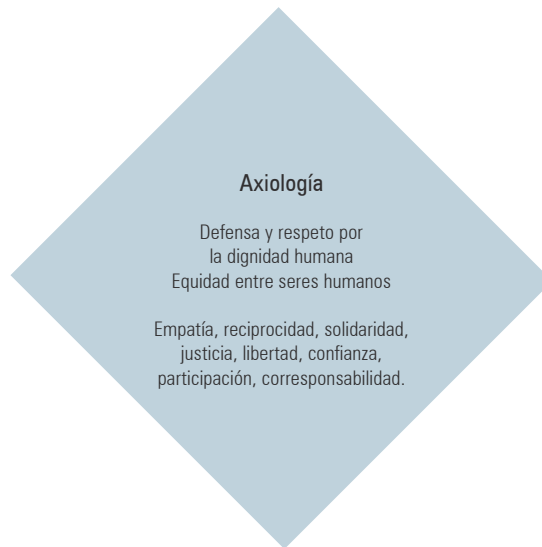 Axiología
Defensa y respeto por
la dignidad humana
Equidad entre seres humanos
Empatía, reciprocidad, solidaridad,
justicia, libertad, confianza,
participación, corresponsabilidad.